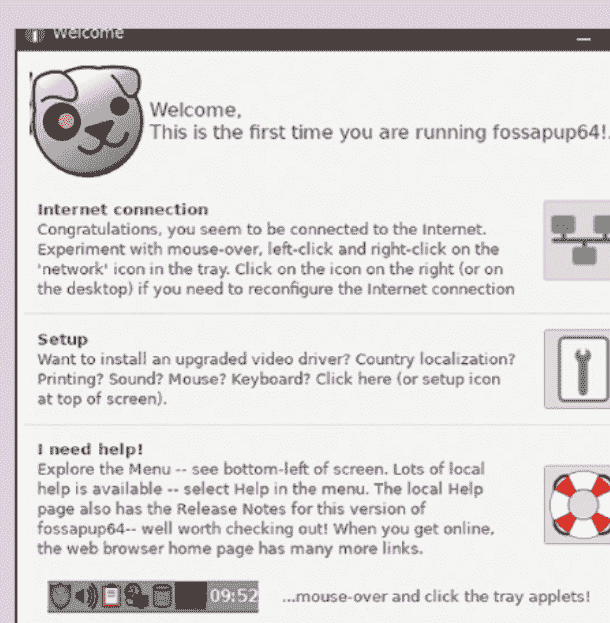 Welcome
Welcome,
This is the first time you are running fossapup64!.
Internet connection
Congratulations, you seem to be connected to the Internet.
Experiment with mouse-over, left-click and right-click on the
'network' icon in the tray. Click on the icon on the right (or on
the desktop) if you need to reconfigure the Internet connection
Setup
Want to install an upgraded video driver? Country localization?
Printing? Sound? Mouse? Keyboard? Click here (or setup icon
at top of screen).
I need help!
Explore the Menu -- see bottom-left of screen. Lots of local
help is available -- select Help in the menu. The local Help
page also has the Release Notes for this version of
fossapup64-- well worth checking out! When you get online,
the web browser home page has many more links.
09:52 ...mouse-over and click the tray applets!